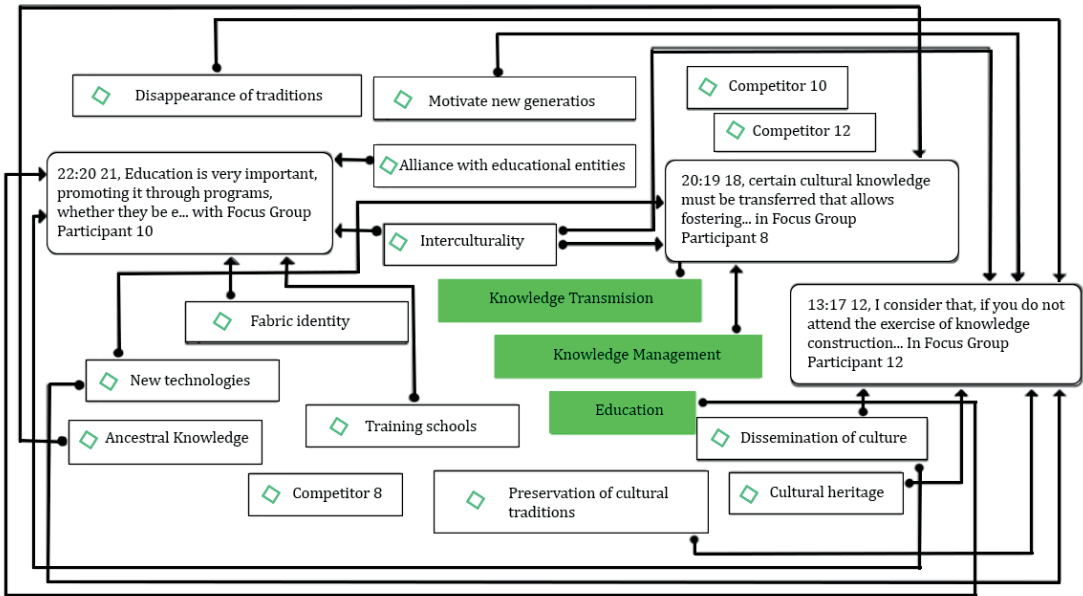 Disappearance of traditions
Motivate new generatios
Competitor 10
Competitor 12
Alliance with educational entities
22:20 21, Education is very important,
promoting it through programs,
whether they be e... with Focus Group
Participant 10
20:19 18, certain cultural knowledge
must be transferred that allows
fostering... in Focus Group
Participant 8
Interculturality
Knowledge Transmision
13:17 12, I consider that, if you do not
attend the exercise of knowledge
construction... In Focus Group
Participant 12
Fabric identity
Knowledge Management
New technologies
Education
Training schools
Ancestral Knowledge
Dissemination of culture
Competitor 8
Preservation of cultural
traditions
Cultural heritage